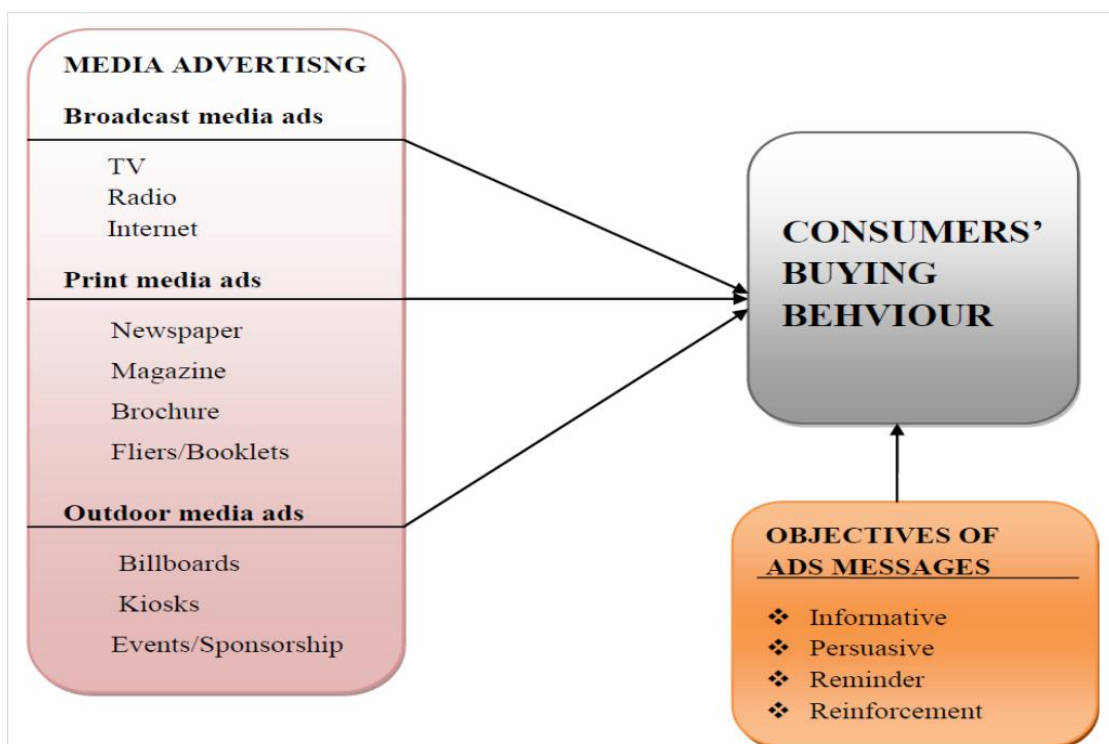 MEDIA ADVERTISNG
Broadcast media ads
TV
Radio
Internet
Print media ads
Newspaper
Magazine
Brochure
Fliers/Booklets
Outdoor media ads
Billboards
Kiosks
Events/Sponsorship
CONSUMERS’
BUYING
BEHVIOUR
OBJECTIVES OF
ADS MESSAGES
❖ Informative
❖ Persuasive
❖ Reminder
❖ Reinforcement